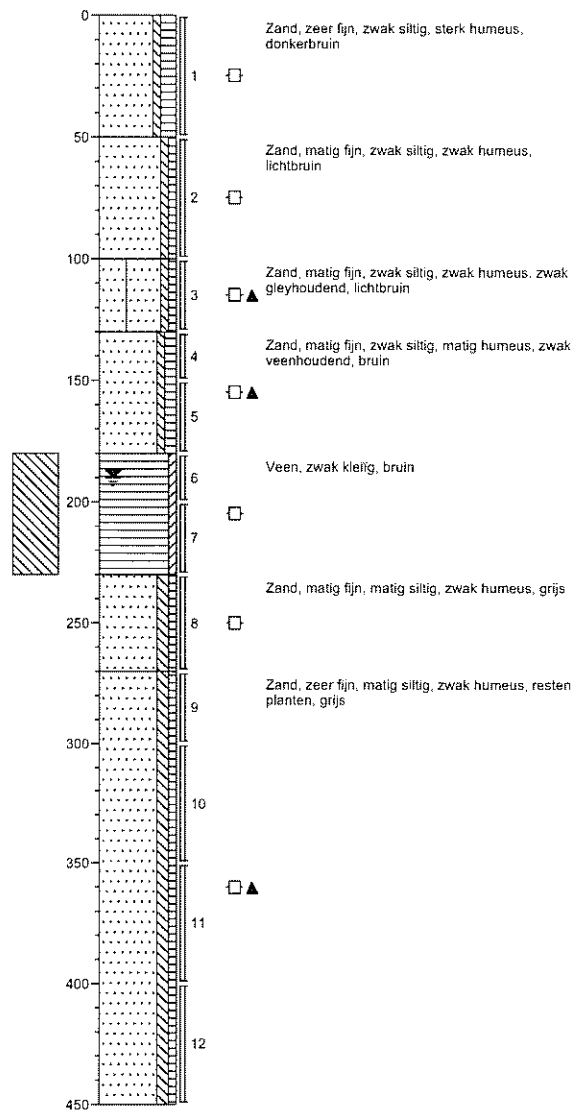 0
Zand, zeer fijn, zwak siltig, sterk humeus,
donkerbruin
1
50
Zand, matig fijn, zwak siltig, zwak humeus,
lichtbruin
2
100
Zand, matig fijn, zwak siltig, zwak humeus. zwak
gleyhoudend, lichtbruin
3
Zand, matig fijn, zwak siltig, matig humeus, zwak
veenhoudend, bruin
4
150
5
Veen, zwak kleiïg, bruin
6
200
7
Zand, matig fijn, matig siltig, zwak humeus, grijs
8
250
Zand, zeer fijn, matig siltig, zwak humeus, resten
planten, grijs
9
300
10
350
11
400
12
450